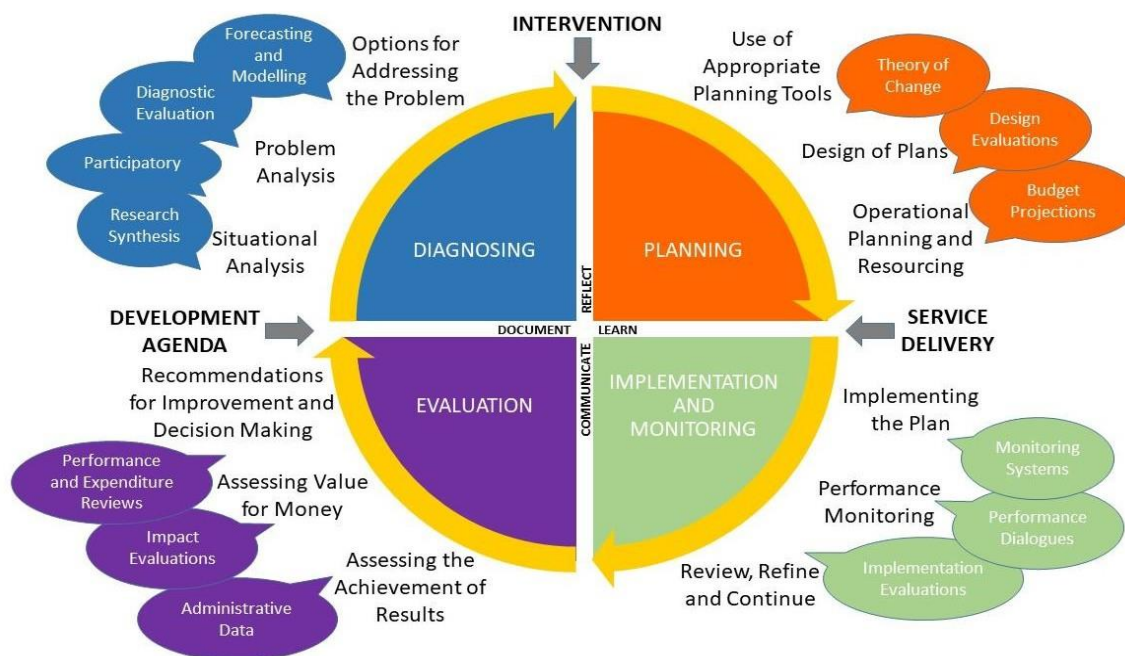 INTERVENTION
Forecasting
and
Modelling
Diagnostic
Evaluation
Participatory
Research
Synthesis
Options for
Addressing
the Problem
Problem
Analysis
Situational
Analysis
Use of
Appropriate
Planning Tools
Design of Plans
Operational
Planning and
Resourcing
Theory of
Change
Design
Evaluations
Budget
Projections
DIAGNOSING
PLANNING
REFLECT
DEVELOPMENT
AGENDA
DOCUMENT
LEARN
SERVICE
DELIVERY
COMMUNICATE
EVALUATION
IMPLEMENTATION
AND
MONITORING
Recommendations
for Improvement and
Decision Making
Assessing Value
for Money
Assessing the
Achievement of
Results
Performance
and Expenditure
Reviews
Impact
Evaluations
Administrative
Data
Implementing
the Plan
Performance
Monitoring
Review, Refine
and Continue
Monitoring
Systems
Performance
Dialogues
Implementation
Evaluations